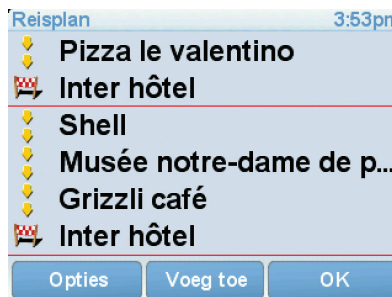 Reisplan 3:53pm
Pizza le valentino
Inter hôtel
Shell
Musée notre-dame de p...
Grizzli café
Inter hôtel
Opties Voeg toe OK